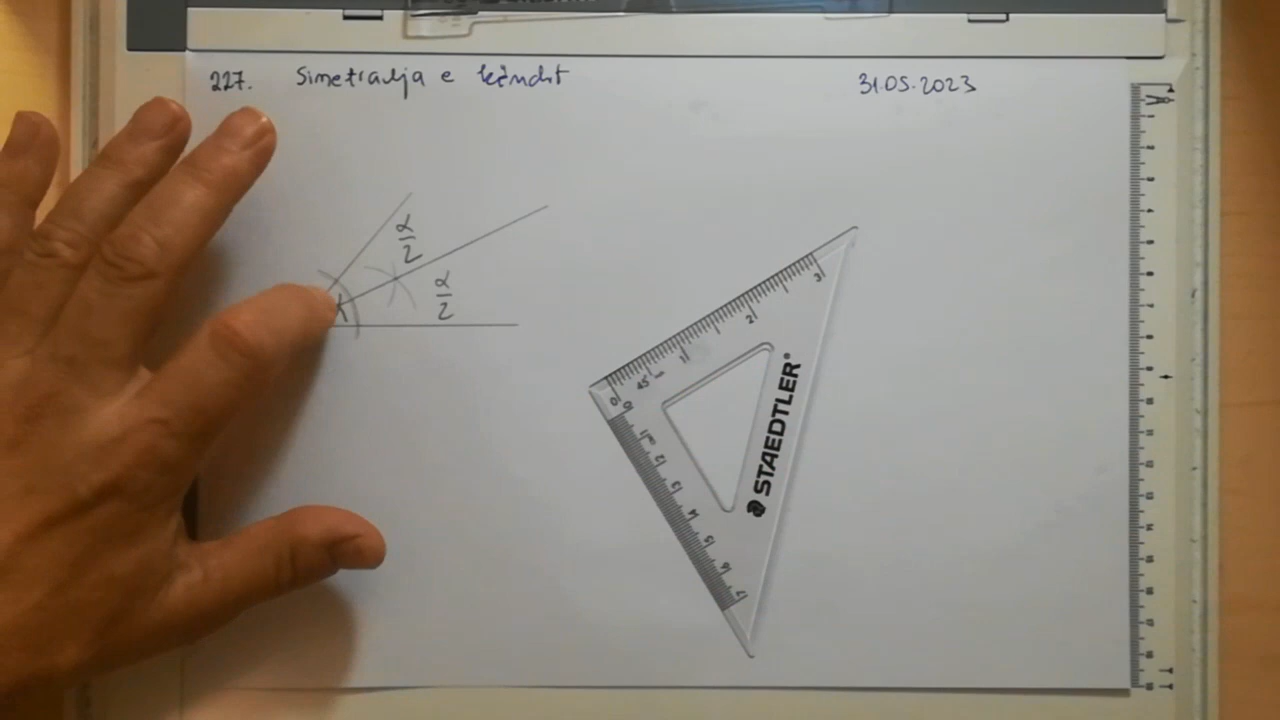 227. Simetralja e këndit 31.05.2023
α/2
α/2
STAEDTLER